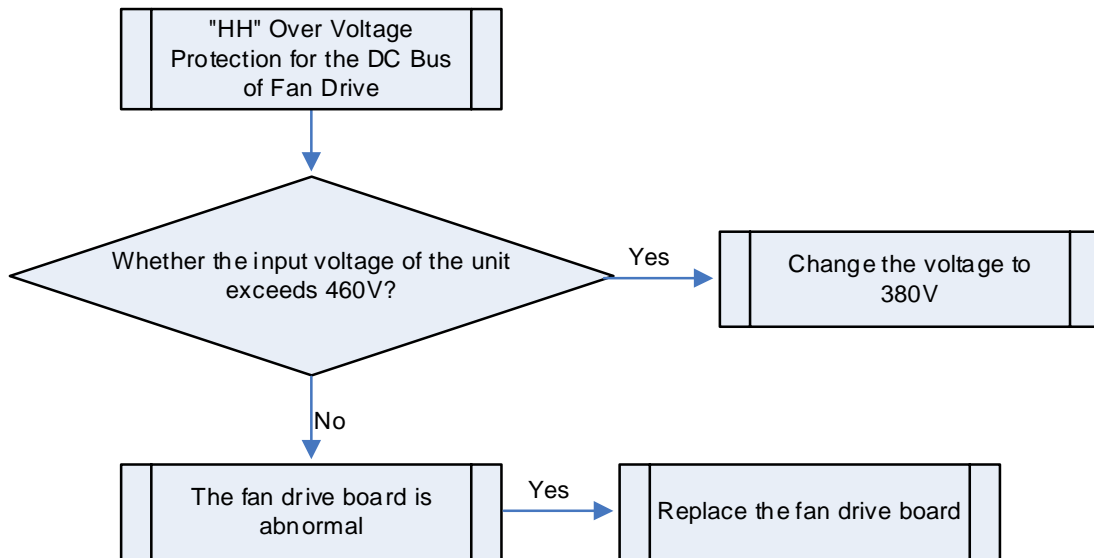 "HH" Over Voltage
Protection for the DC Bus
of Fan Drive
Whether the input voltage of the unit
exceeds 460V?
Yes
Change the voltage to
380V
No
The fan drive board is
abnormal
Yes
Replace the fan drive board